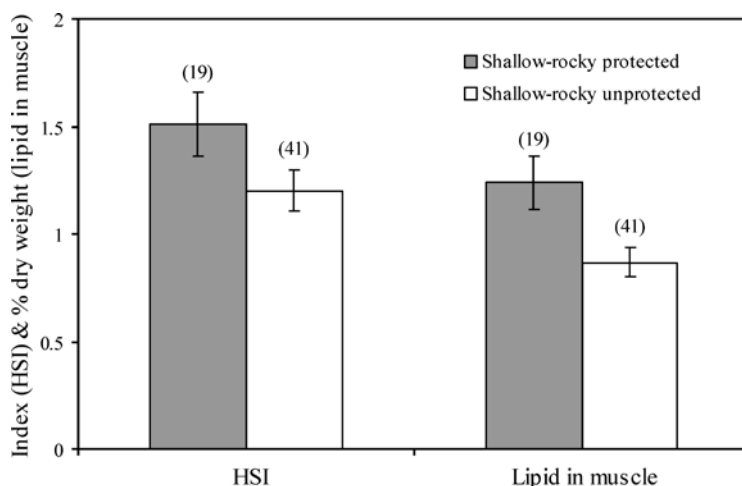 Index (HSI) & % dry weight (lipid in muscle)
2
1.5
1
0.5
0
Shallow-rocky protected
Shallow-rocky unprotected
(19)
(41)
(19)
(41)
HSI
Lipid in muscle